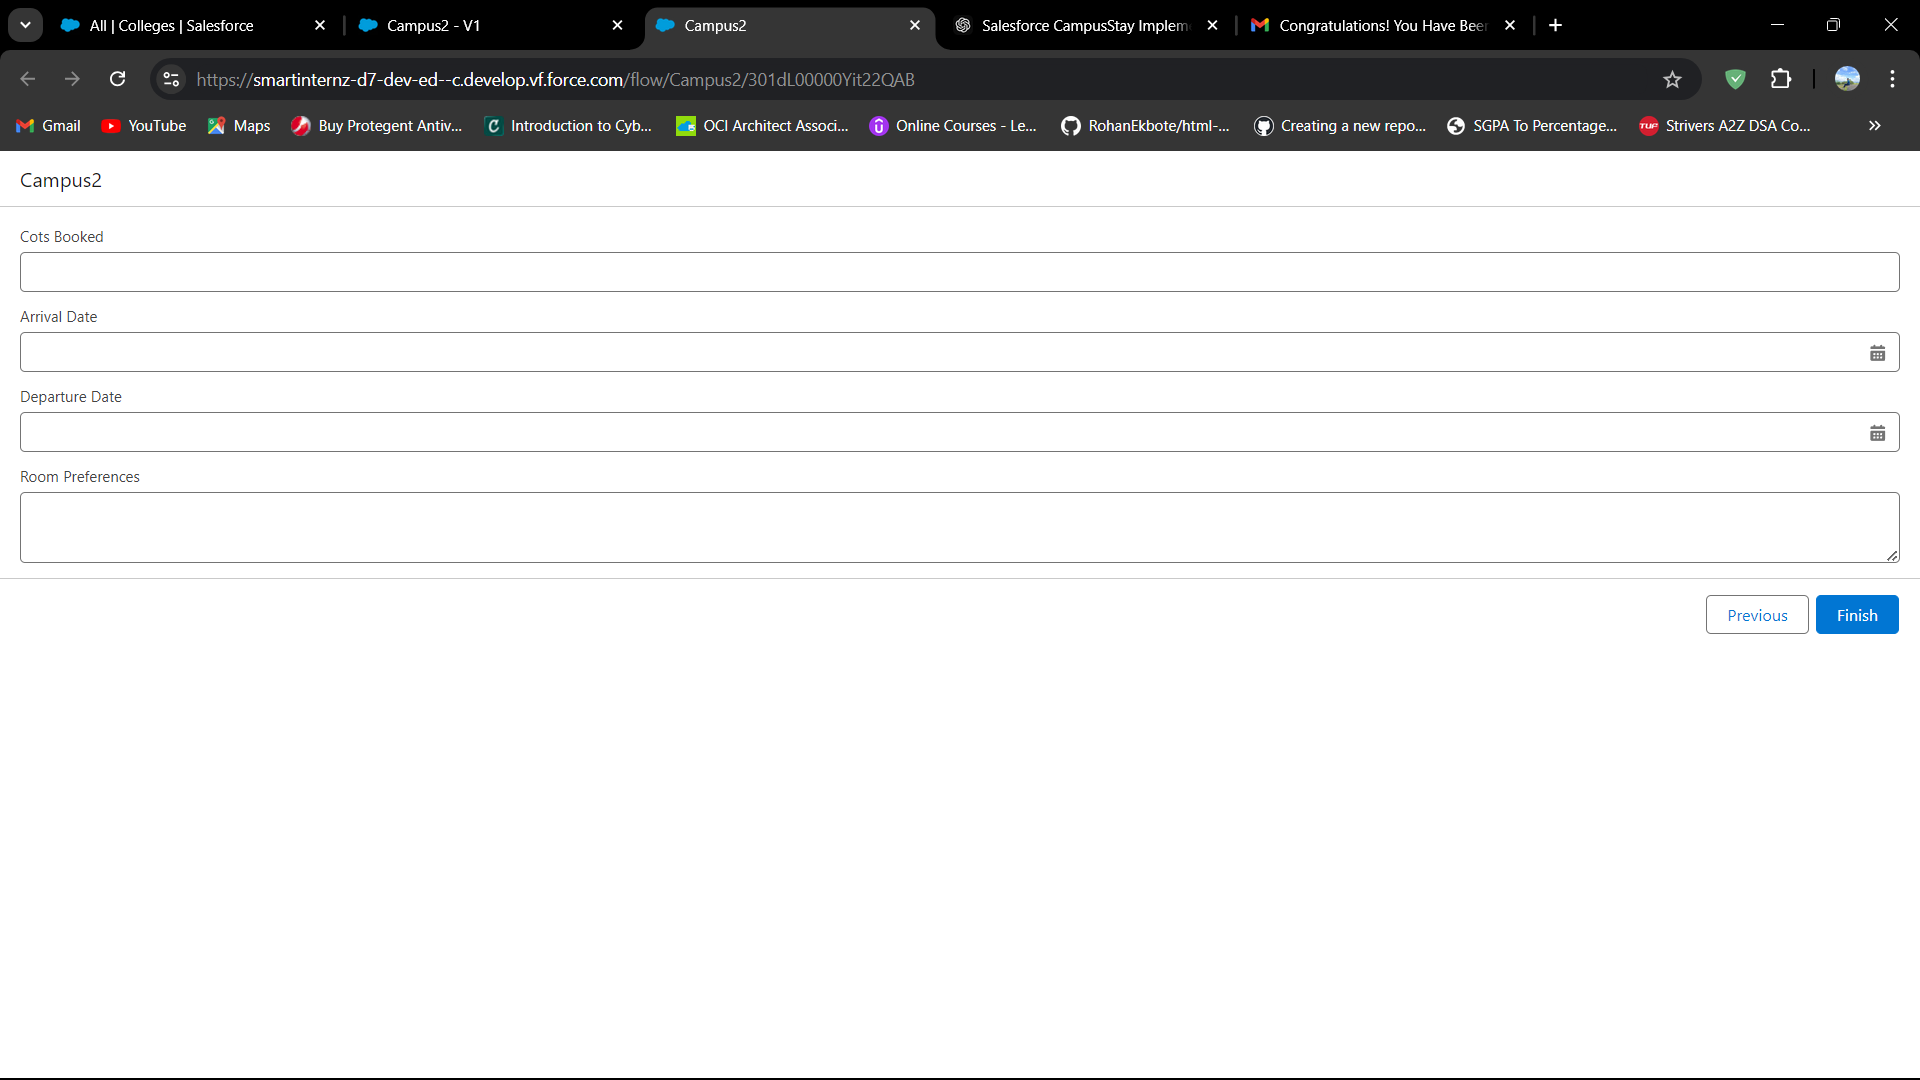 All | Colleges | Salesforce
Campus2 - V1
Campus2
Salesforce CampusStay Implem
Congratulations! You Have Beer
https://smartinternz-d7-dev-ed--c.develop.vf.force.com/flow/Campus2/301dL00000Yit22QAB
Gmail
YouTube
Maps
Buy Protegent Antiv...
Introduction to Cyb...
OCI Architect Associ...
Online Courses - Le...
RohanEkbote/html-...
Creating a new repo...
SGPA To Percentage...
TUF
Strivers A2Z DSA Co...
Campus2
Cots Booked
Arrival Date
Departure Date
Room Preferences
Previous
Finish